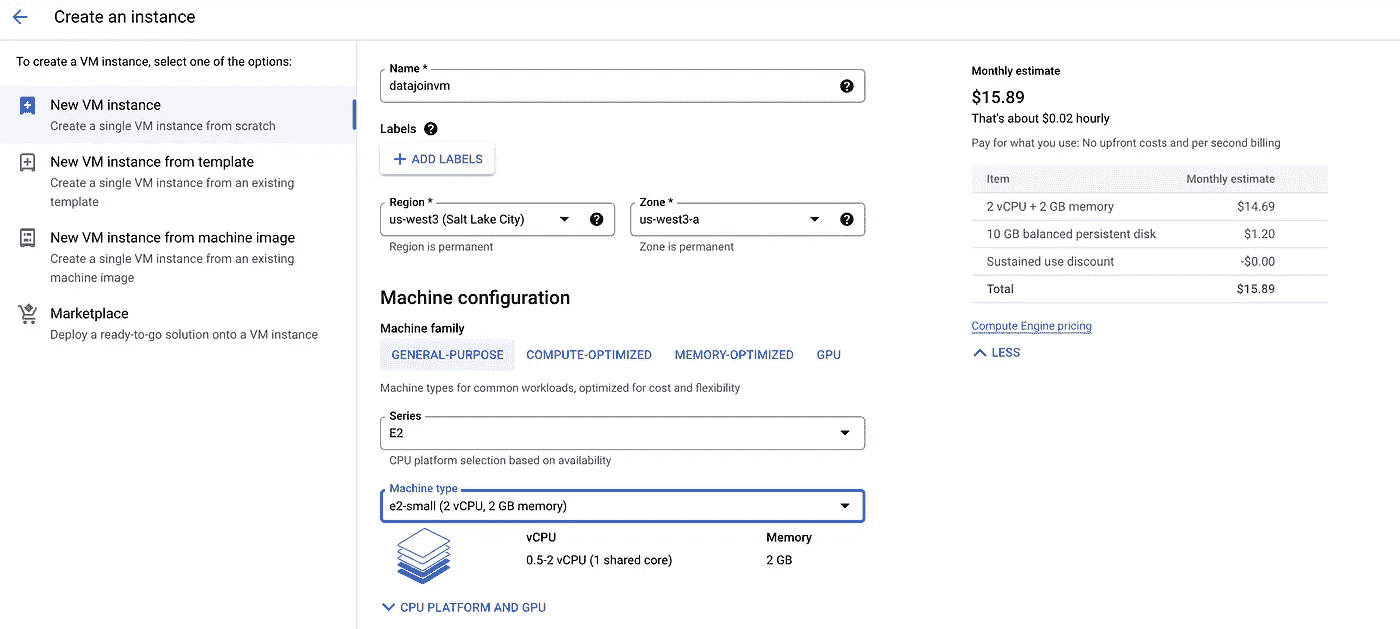 Create an instance
To create a VM instance, select one of the options:
New VM instance
Create a single VM instance from scratch
New VM instance from template
Create a single VM instance from an existing
template
New VM instance from machine image
Create a single VM instance from an existing
machine image
Marketplace
Deploy a ready-to-go solution onto a VM instance
Name *
datajoinvm
?
Labels ?
+ ADD LABELS
Region *
us-west3 (Salt Lake City) ?
Region is permanent
Zone *
us-west3-a ?
Zone is permanent
Machine configuration
Machine family
GENERAL-PURPOSE COMPUTE-OPTIMIZED MEMORY-OPTIMIZED GPU
Machine types for common workloads, optimized for cost and flexibility
Series
E2
CPU platform selection based on availability
Machine type
e2-small (2 vCPU, 2 GB memory)
vCPU Memory
0.5-2 vCPU (1 shared core) 2 GB
CPU PLATFORM AND GPU
Monthly estimate
$15.89
That's about $0.02 hourly
Pay for what you use: No upfront costs and per second billing
Item Monthly estimate
2 vCPU + 2 GB memory $14.69
10 GB balanced persistent disk $1.20
Sustained use discount -$0.00
Total $15.89
Compute Engine pricing
LESS